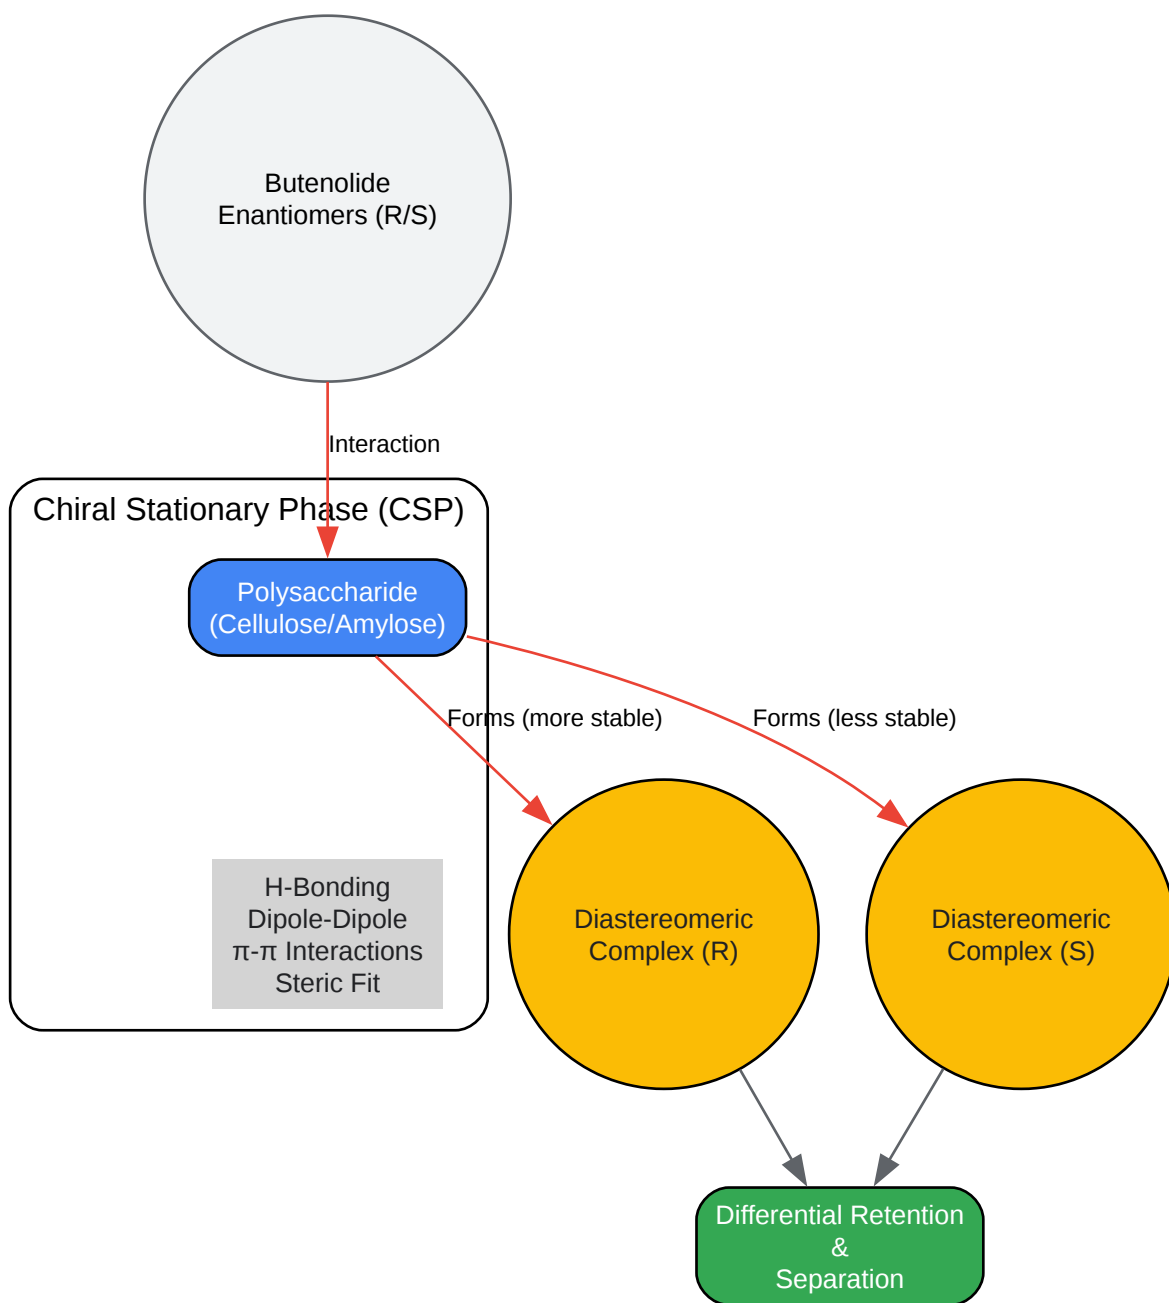 Butenolide
Enantiomers (R/S)
Interaction
Chiral Stationary Phase (CSP)
Polysaccharide
(Cellulose/Amylose)
Forms (more stable)
Forms (less stable)
H-Bonding
Dipole-Dipole
π-π Interactions
Steric Fit
Diastereomeric
Complex (R)
Diastereomeric
Complex (S)
Differential Retention
&
Separation